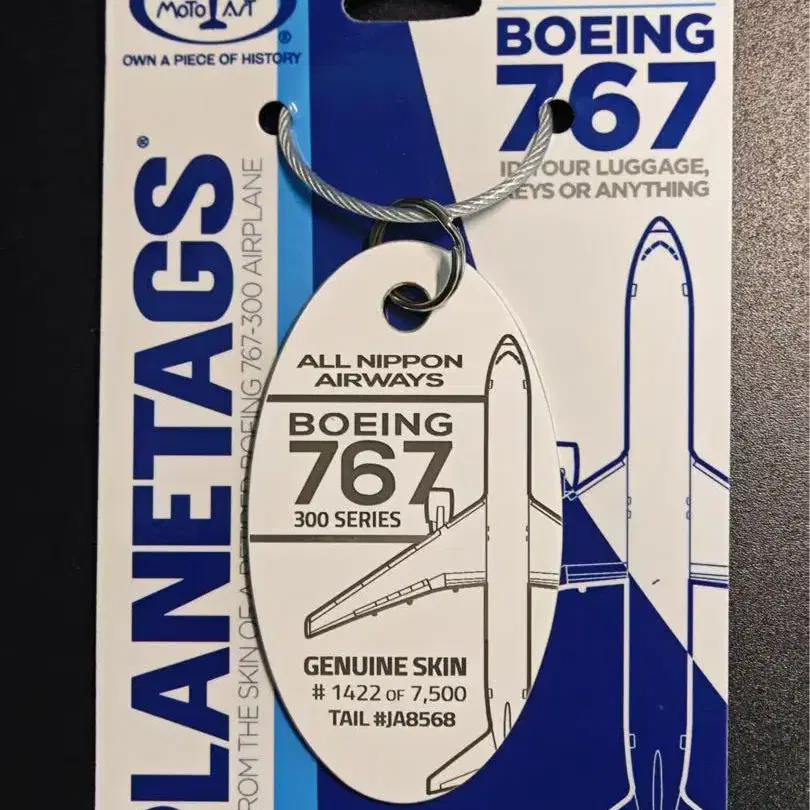 MOTOART
®
OWN A PIECE OF HISTORY
BOEING
767
ID YOUR LUGGAGE,
KEYS OR ANYTHING
PLANETAGS®
FROM THE SKIN OF A RETIRED BOEING 767-300 AIRPLANE
ALL NIPPON
AIRWAYS
BOEING
767
300 SERIES
GENUINE SKIN
# 1422 OF 7,500
TAIL #JA8568